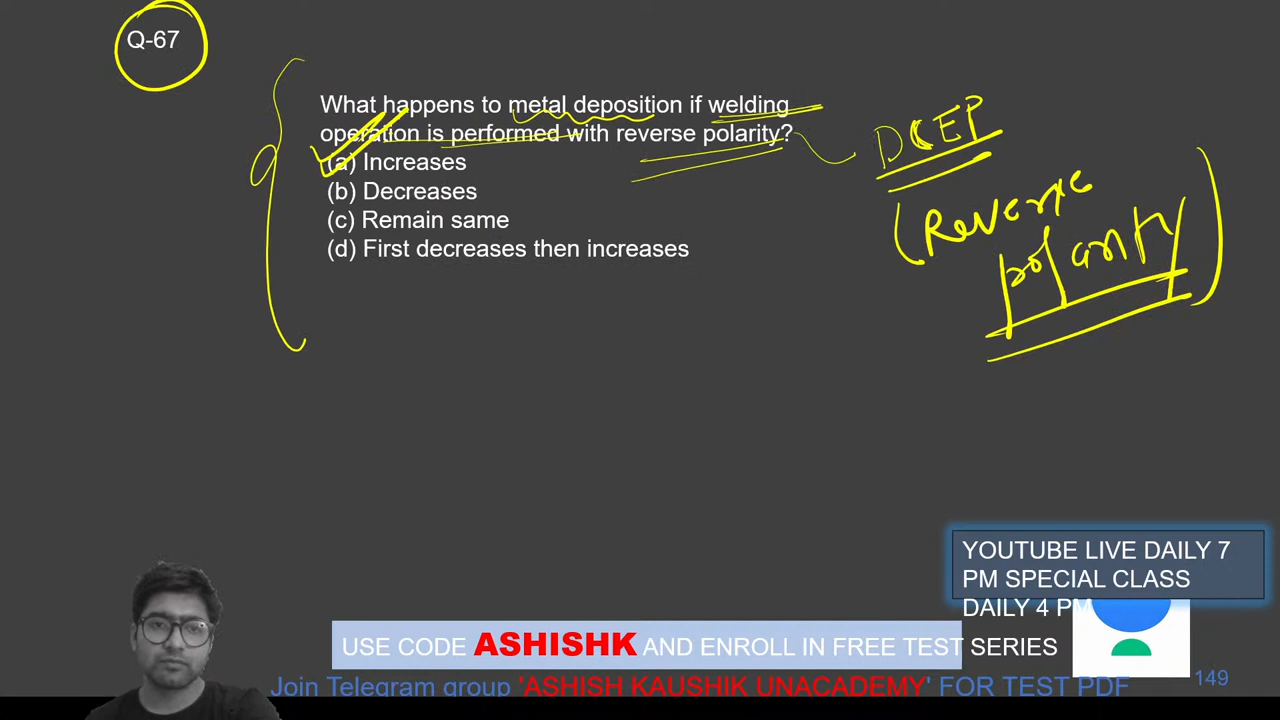 Q-67
What happens to metal deposition if welding
operation is performed with reverse polarity?
(a) Increases
(b) Decreases
(c) Remain same
(d) First decreases then increases
DCEP
(Reverse
polarity)
YOUTUBE LIVE DAILY 7
PM SPECIAL CLASS
DAILY 4 PM
USE CODE ASHISHK AND ENROLL IN FREE TEST SERIES
Join Telegram group 'ASHISH KAUSHIK UNACADEMY' FOR TEST PDF
149